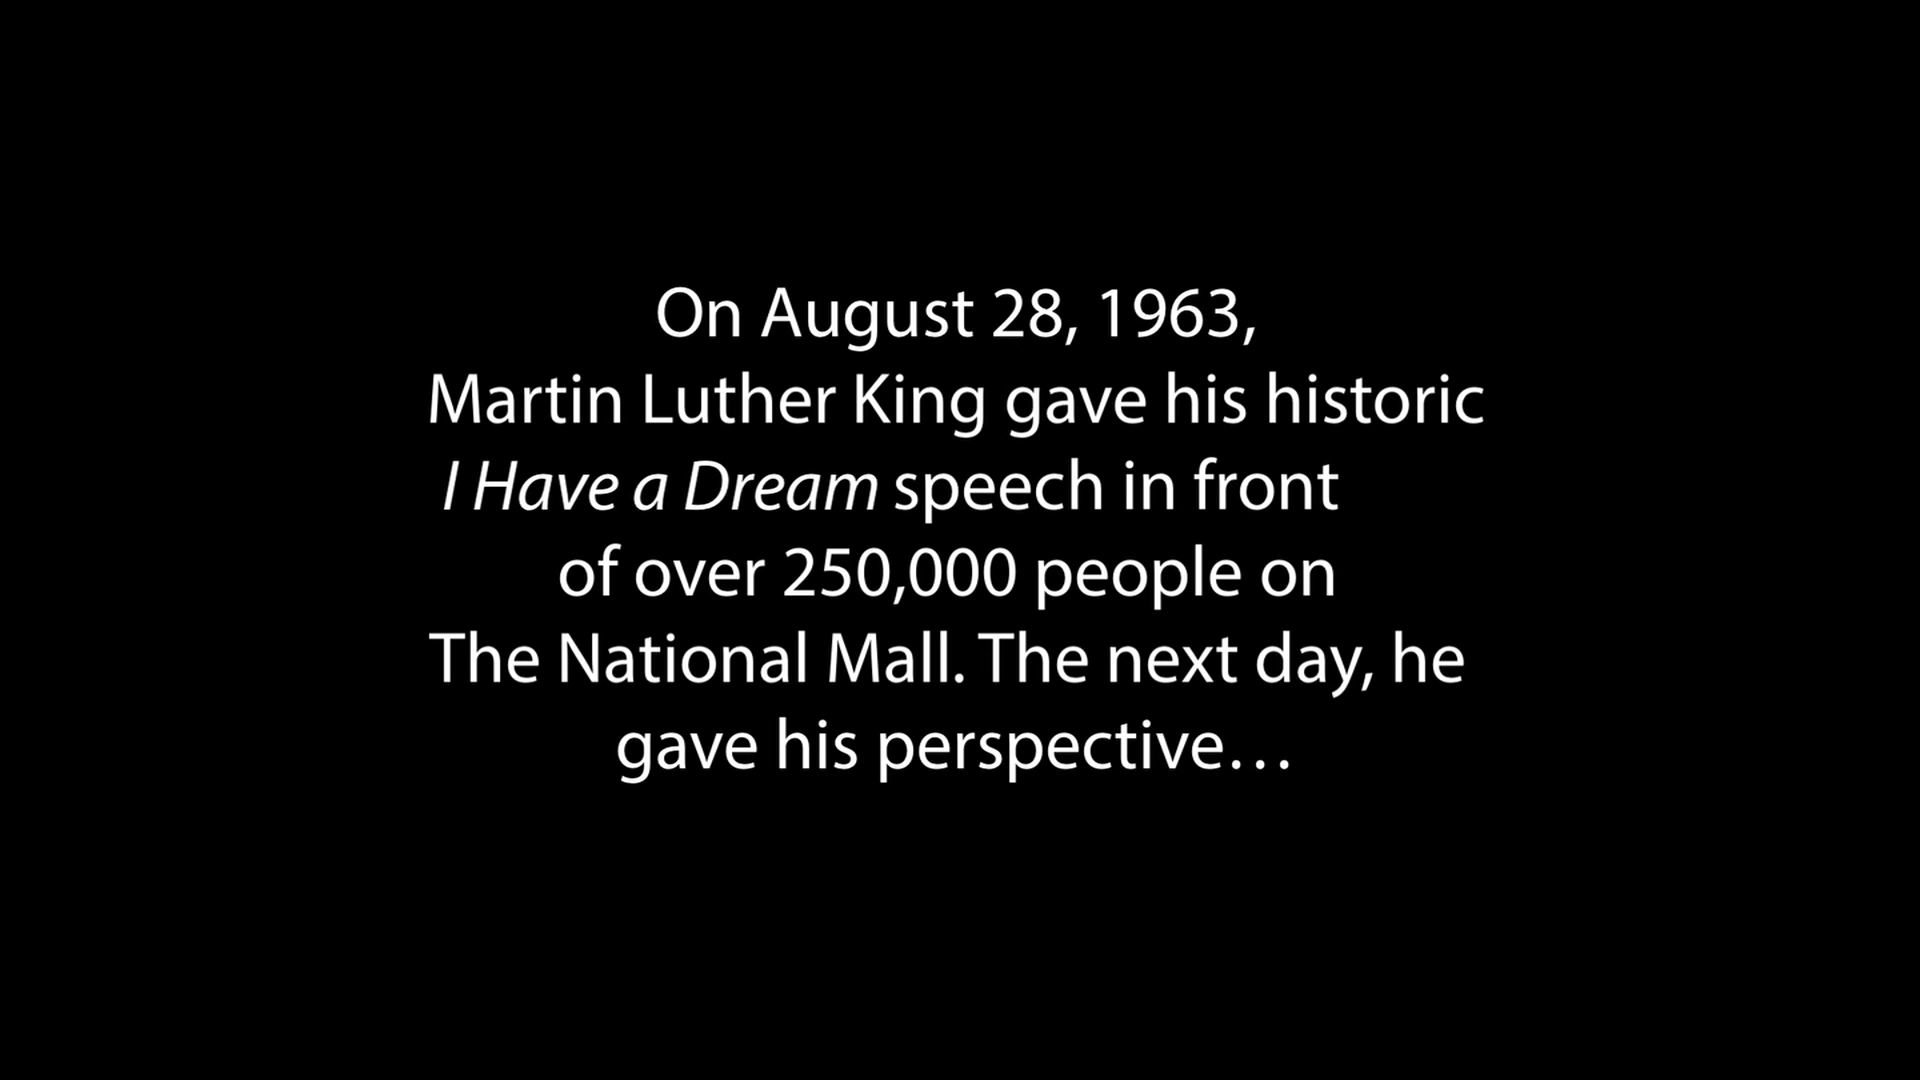 On August 28, 1963,
Martin Luther King gave his historic
I Have a Dream speech in front
of over 250,000 people on
The National Mall. The next day, he
gave his perspective…